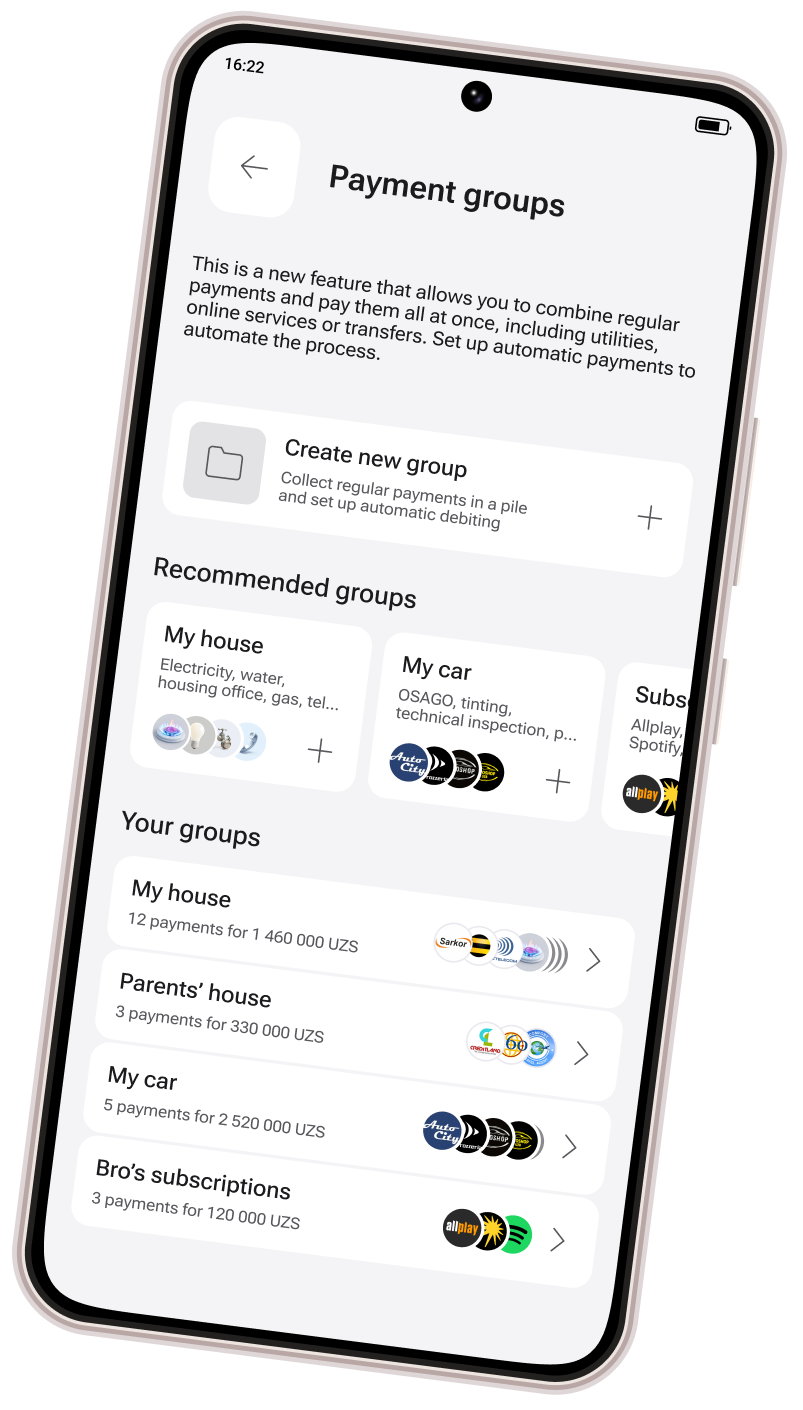 16:22
Payment groups
This is a new feature that allows you to combine regular
payments and pay them all at once, including utilities,
online services or transfers. Set up automatic payments to
automate the process.
Create new group
Collect regular payments in a pile
and set up automatic debiting
Recommended groups
My house
Electricity, water,
housing office, gas, tel...
My car
OSAGO, tinting,
technical inspection, p...
Auto
City
Allplay,
Spotify,
allplay
Your groups
My house
12 payments for 1 460 000 UZS
Sarkor
Parents’ house
3 payments for 330 000 UZS
My car
5 payments for 2 520 000 UZS
Auto
City
Bro’s subscriptions
3 payments for 120 000 UZS
allplay